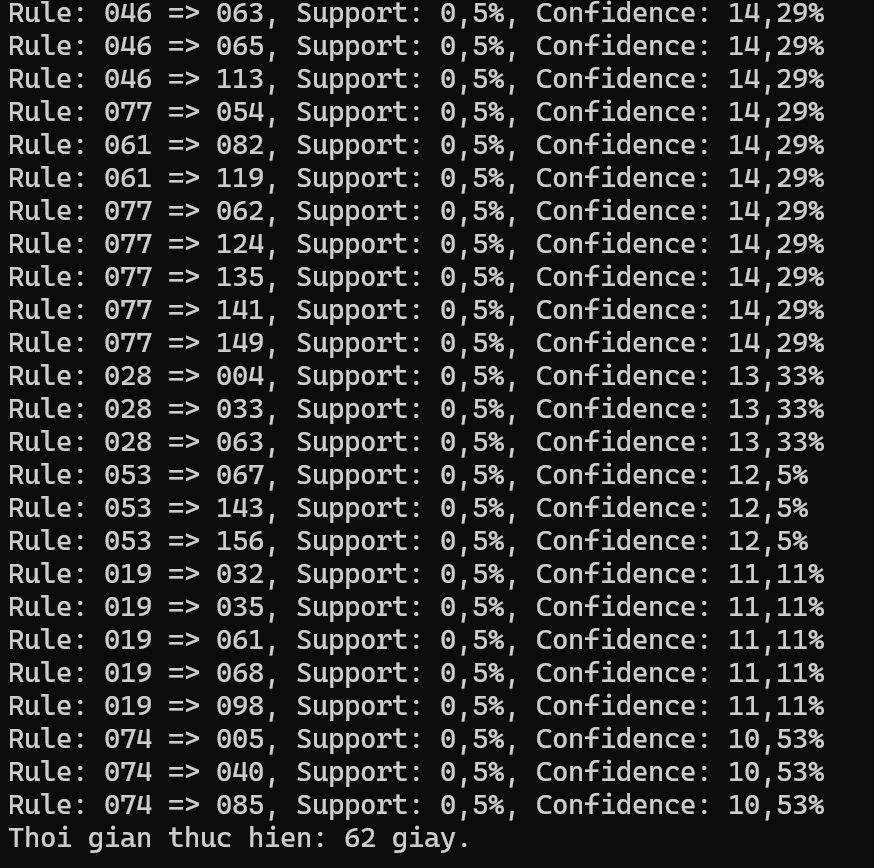 Rule: 046 => 063, Support: 0,5%, Confidence: 14,29%
Rule: 046 => 065, Support: 0,5%, Confidence: 14,29%
Rule: 046 => 113, Support: 0,5%, Confidence: 14,29%
Rule: 077 => 054, Support: 0,5%, Confidence: 14,29%
Rule: 061 => 082, Support: 0,5%, Confidence: 14,29%
Rule: 061 => 119, Support: 0,5%, Confidence: 14,29%
Rule: 077 => 062, Support: 0,5%, Confidence: 14,29%
Rule: 077 => 124, Support: 0,5%, Confidence: 14,29%
Rule: 077 => 135, Support: 0,5%, Confidence: 14,29%
Rule: 077 => 141, Support: 0,5%, Confidence: 14,29%
Rule: 077 => 149, Support: 0,5%, Confidence: 14,29%
Rule: 028 => 004, Support: 0,5%, Confidence: 13,33%
Rule: 028 => 033, Support: 0,5%, Confidence: 13,33%
Rule: 028 => 063, Support: 0,5%, Confidence: 13,33%
Rule: 053 => 067, Support: 0,5%, Confidence: 12,5%
Rule: 053 => 143, Support: 0,5%, Confidence: 12,5%
Rule: 053 => 156, Support: 0,5%, Confidence: 12,5%
Rule: 019 => 032, Support: 0,5%, Confidence: 11,11%
Rule: 019 => 035, Support: 0,5%, Confidence: 11,11%
Rule: 019 => 061, Support: 0,5%, Confidence: 11,11%
Rule: 019 => 068, Support: 0,5%, Confidence: 11,11%
Rule: 019 => 098, Support: 0,5%, Confidence: 11,11%
Rule: 074 => 005, Support: 0,5%, Confidence: 10,53%
Rule: 074 => 040, Support: 0,5%, Confidence: 10,53%
Rule: 074 => 085, Support: 0,5%, Confidence: 10,53%
Thoi gian thuc hien: 62 giay.